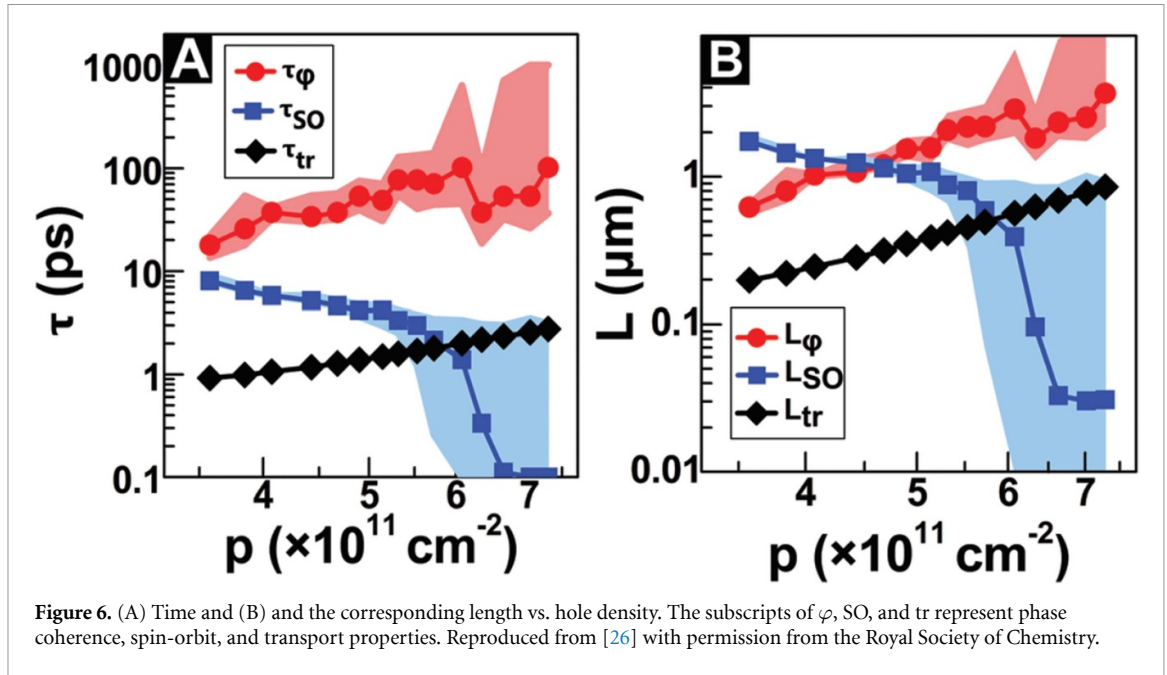 A
τφ
τSO
τtr
1000
100
10
1
0.1
τ (ps)
4 5 6 7
p (×10¹¹ cm⁻²)
B
1
0.1
0.01
L (μm)
Lφ
LSO
Ltr
4 5 6 7
p (×10¹¹ cm⁻²)
Figure 6. (A) Time and (B) and the corresponding length vs. hole density. The subscripts of φ, SO, and tr represent phase
coherence, spin-orbit, and transport properties. Reproduced from [26] with permission from the Royal Society of Chemistry.